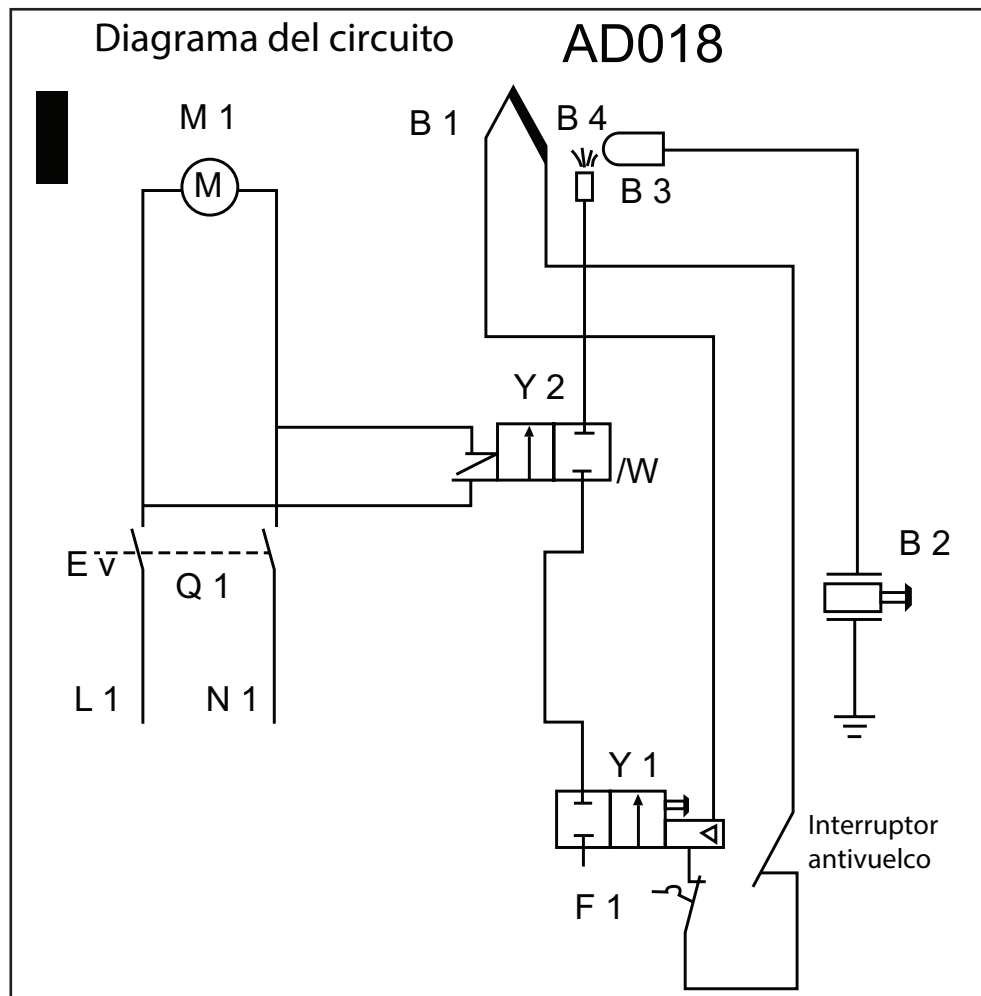 Diagrama del circuito
AD018
M 1
B 1
B 4
M
B 3
Y 2
/W
E v
Q 1
B 2
L 1
N 1
Y 1
Interruptor
antivuelco
F 1